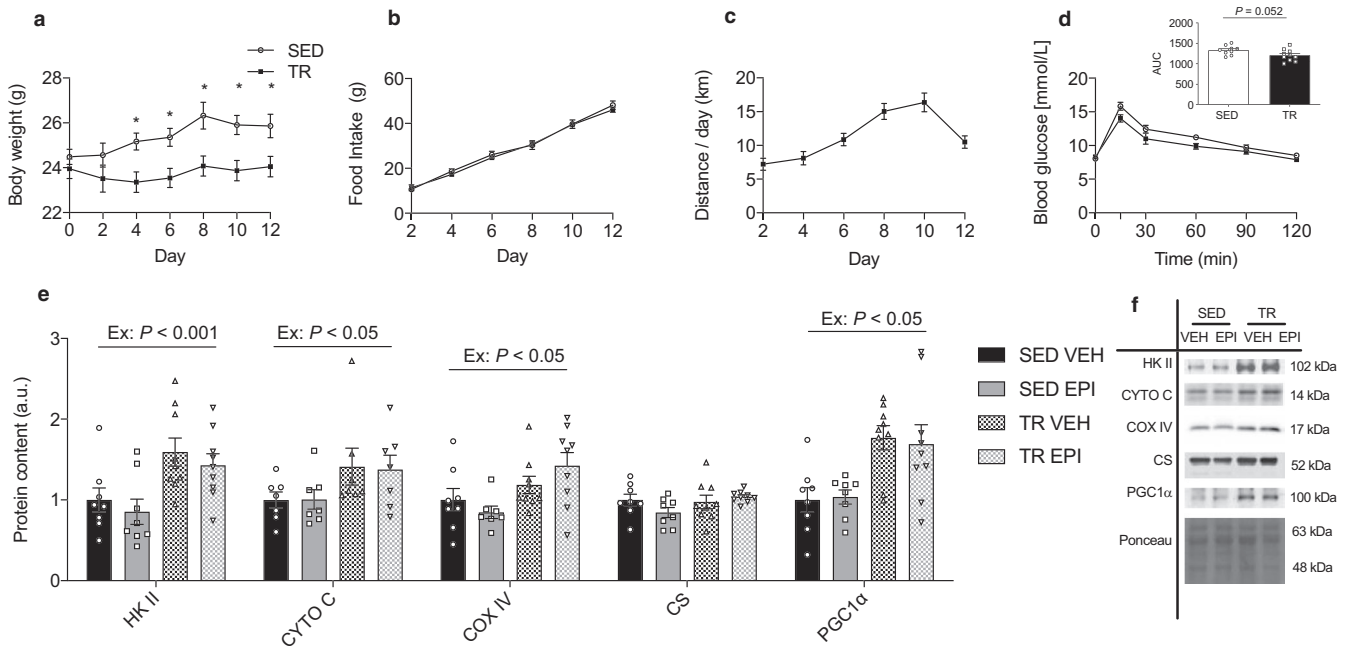 a
SED
TR
Body weight (g)
28
26
24
22
* * * * *
0 2 4 6 8 10 12
Day
b
Food Intake (g)
60
40
20
0
2 4 6 8 10 12
Day
c
Distance / day (km)
20
15
10
5
0
2 4 6 8 10 12
Day
d
Blood glucose [mmol/L]
20
15
10
5
0
0 30 60 90 120
Time (min)
P = 0.052
AUC
2000
1500
1000
500
0
SED TR
e
Protein content (a.u.)
3
2
1
0
Ex: P < 0.001
Ex: P < 0.05
Ex: P < 0.05
Ex: P < 0.05
HK II
CYTO C
COX IV
CS
PGC1α
SED VEH
SED EPI
TR VEH
TR EPI
f
SED TR
VEH EPI VEH EPI
HK II 102 kDa
CYTO C 14 kDa
COX IV 17 kDa
CS 52 kDa
PGC1α 100 kDa
Ponceau 63 kDa
48 kDa